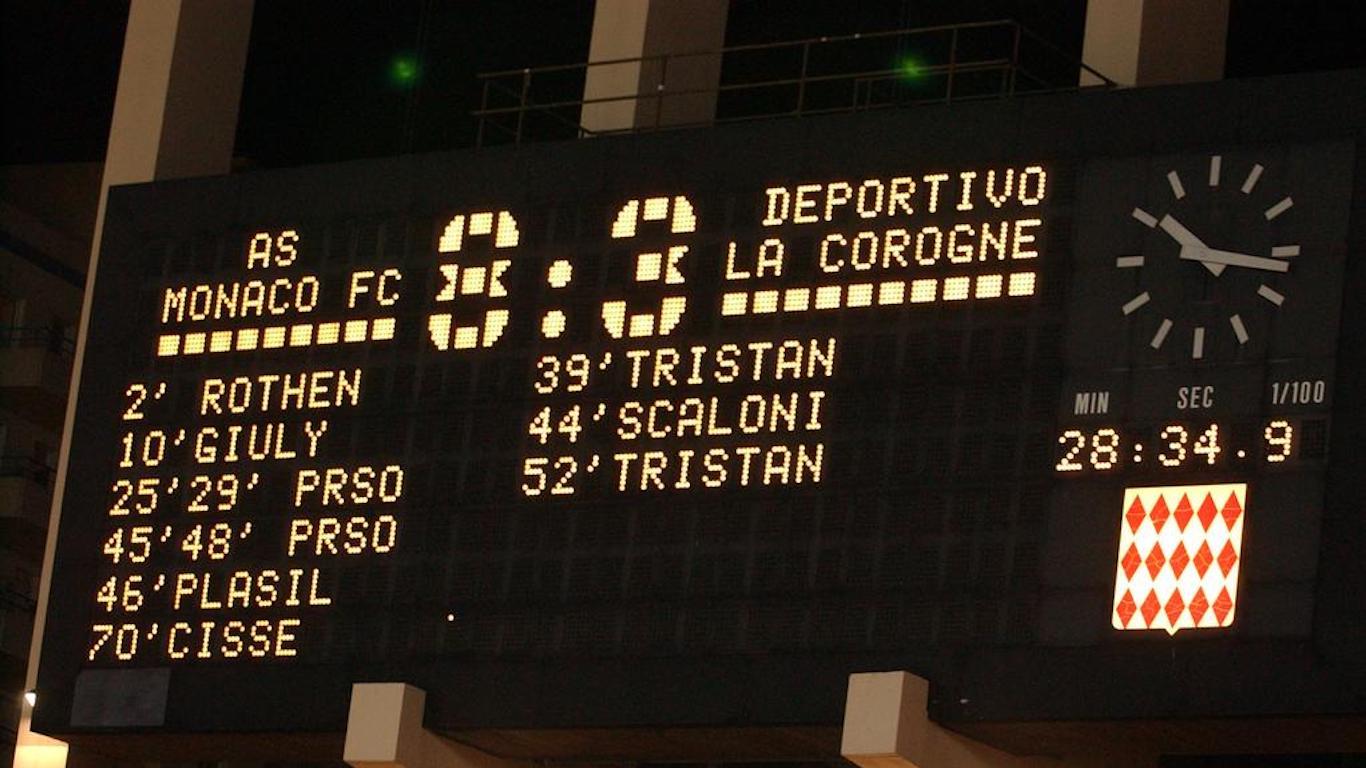 AS
MONACO FC
8:3
DEPORTIVO
LA COROGNE
2' ROTHEN
10'GIULY
25'29' PRSO
45'48' PRSO
46'PLASIL
70'CISSE
39'TRISTAN
44'SCALONI
52'TRISTAN
MIN SEC 1/100
28:34.9